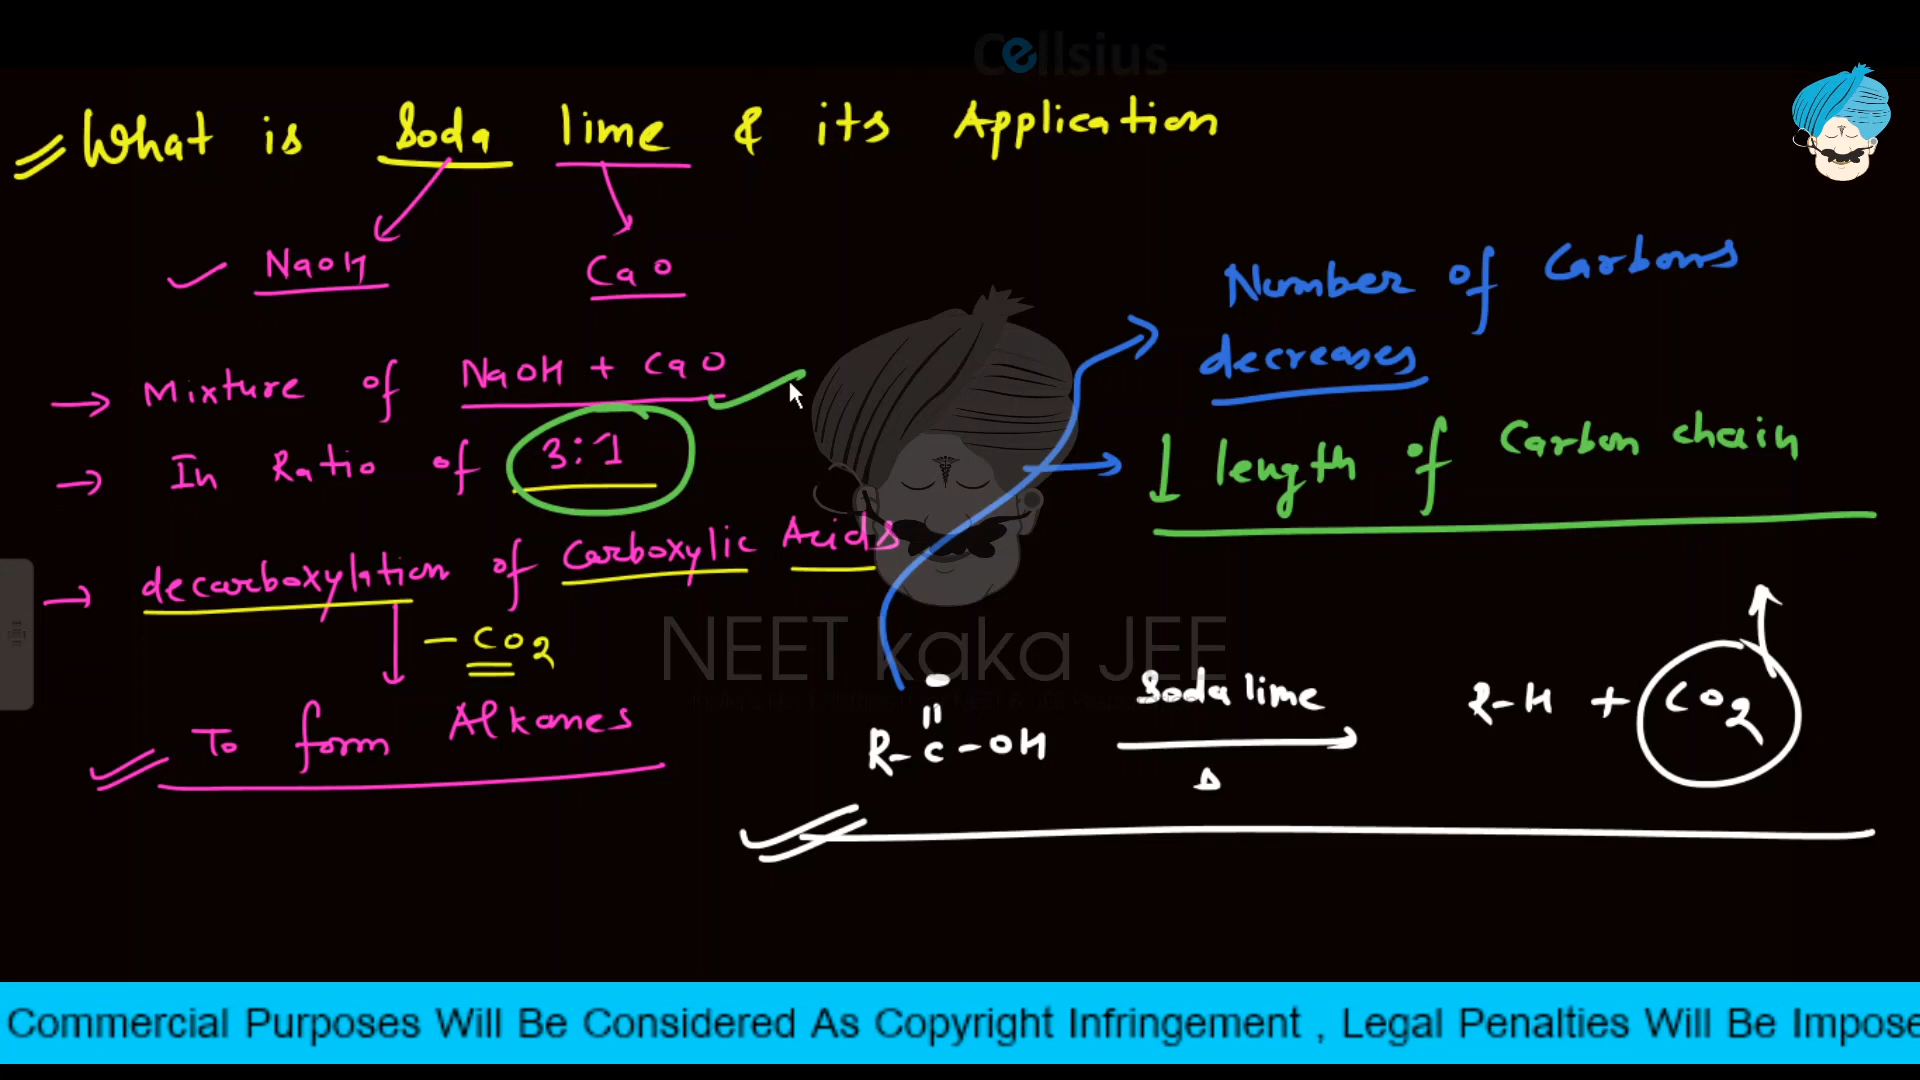 Cellsius
What is Soda lime & its Application
NaOH CaO
→ Mixture of NaOH + CaO
→ In Ratio of 3:1
→ decarboxylation of Carboxylic Acids
- CO2
To form Alkanes
Number of Carbons
decreases
↓ length of Carbon chain
NEET kaka JEE
O
Soda lime
R-C-OH → R-H + CO2
Δ
Commercial Purposes Will Be Considered As Copyright Infringement , Legal Penalties Will Be Impose